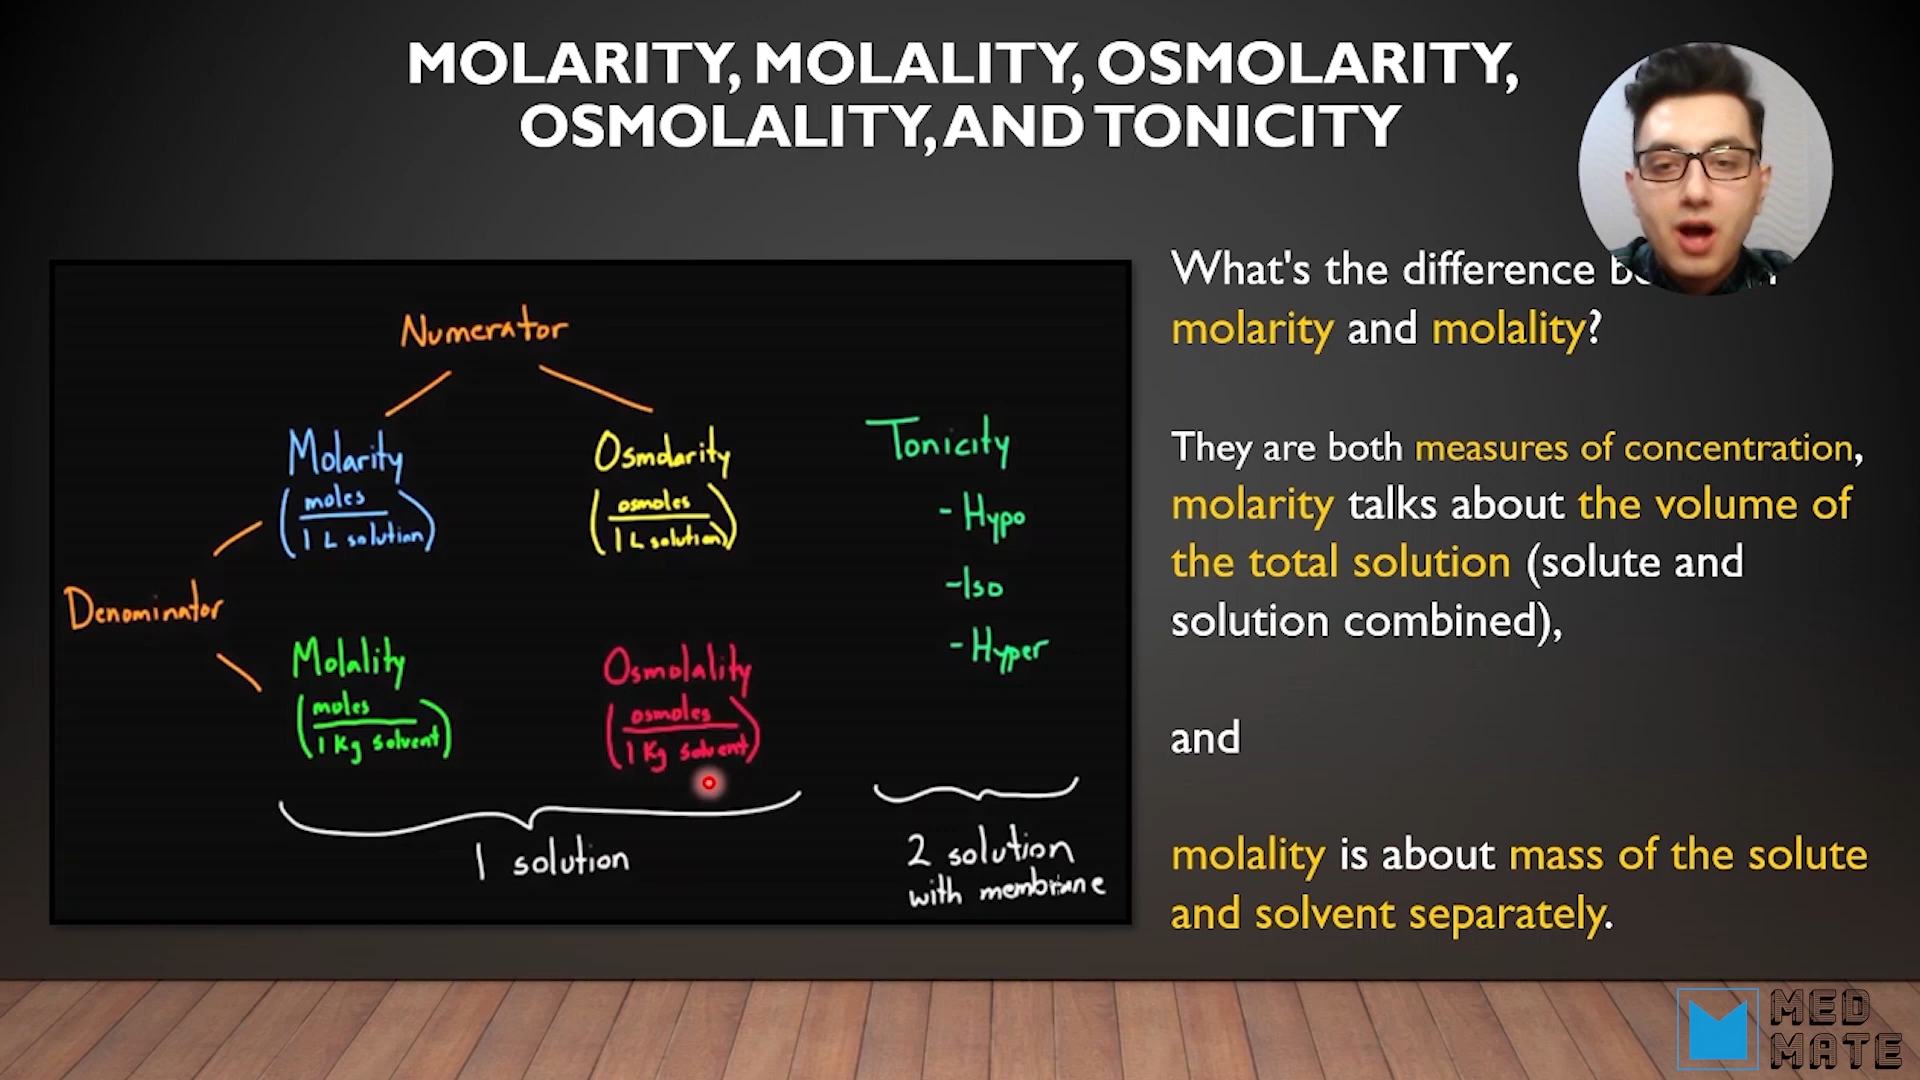 MOLARITY, MOLALITY, OSMOLARITY,
OSMOLALITY, AND TONICITY
What's the difference
molarity and molality?
They are both measures of concentration,
molarity talks about the volume of
the total solution (solute and
solution combined),
and
molality is about mass of the solute
and solvent separately.
Numerator
Denominator
Molarity
moles
1 L solution
Osmolarity
osmoles
1 L solution
Molality
moles
1 Kg solvent
Osmolality
osmoles
1 Kg solvent
1 solution
Tonicity
- Hypo
- Iso
- Hyper
2 solution
with membrane
MED
MATE